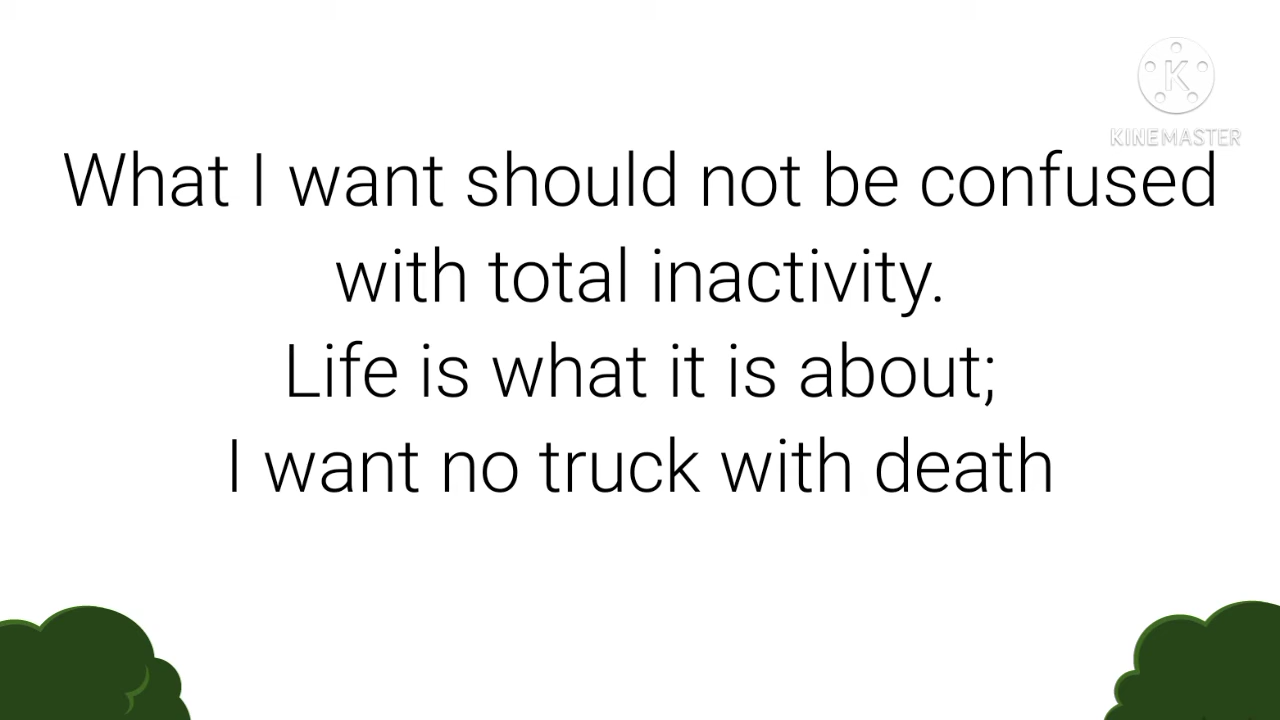 K
KINEMASTER
What I want should not be confused
with total inactivity.
Life is what it is about;
I want no truck with death